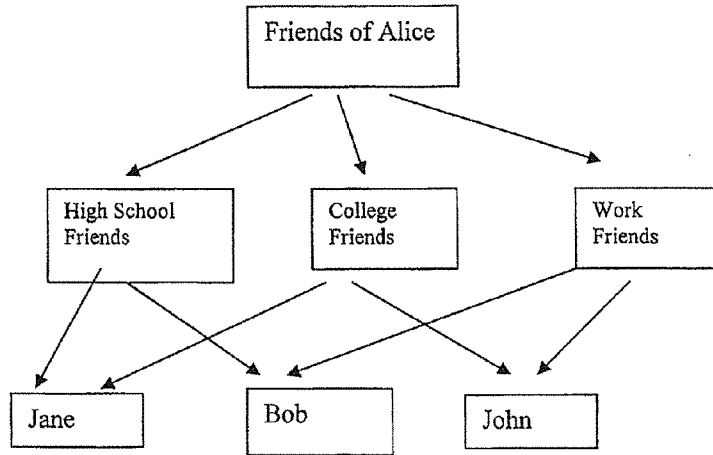 Friends of Alice
High School
Friends
College
Friends
Work
Friends
Jane
Bob
John